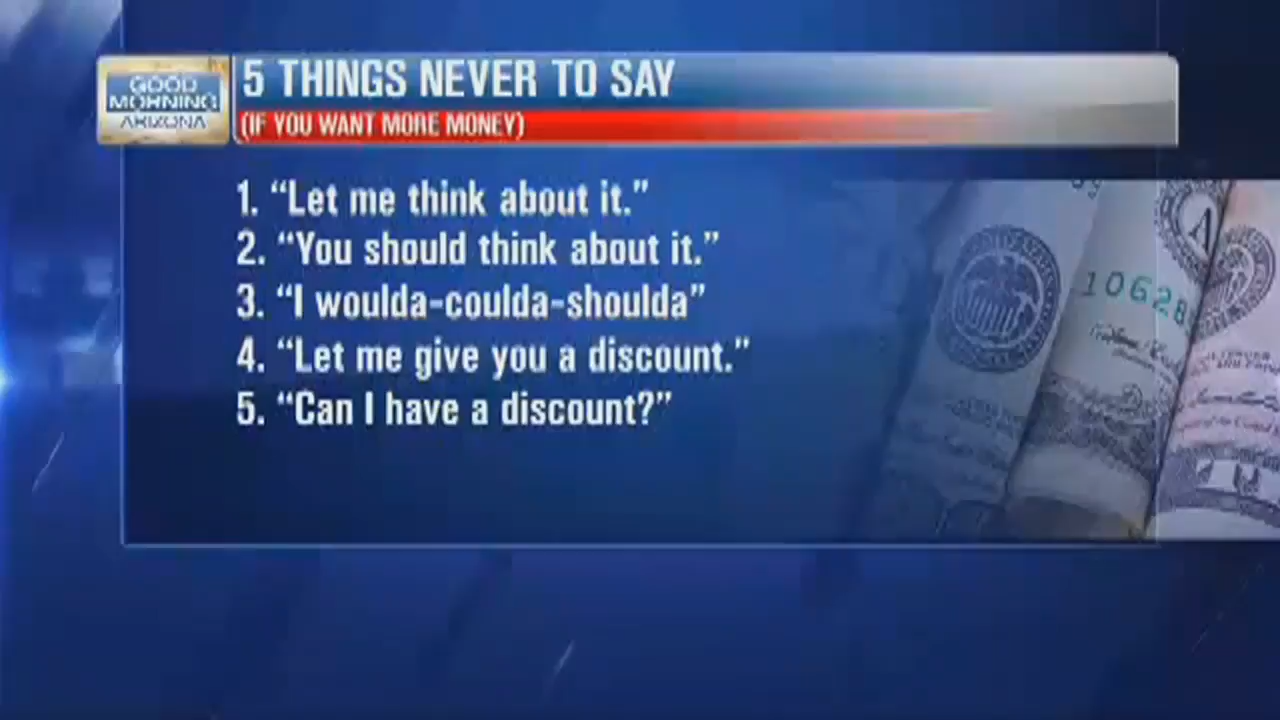 GOOD
MORNING
ARIZONA
5 THINGS NEVER TO SAY
(IF YOU WANT MORE MONEY)
1. “Let me think about it.”
2. “You should think about it.”
3. “I woulda-coulda-shoulda”
4. “Let me give you a discount.”
5. “Can I have a discount?”
10628
A